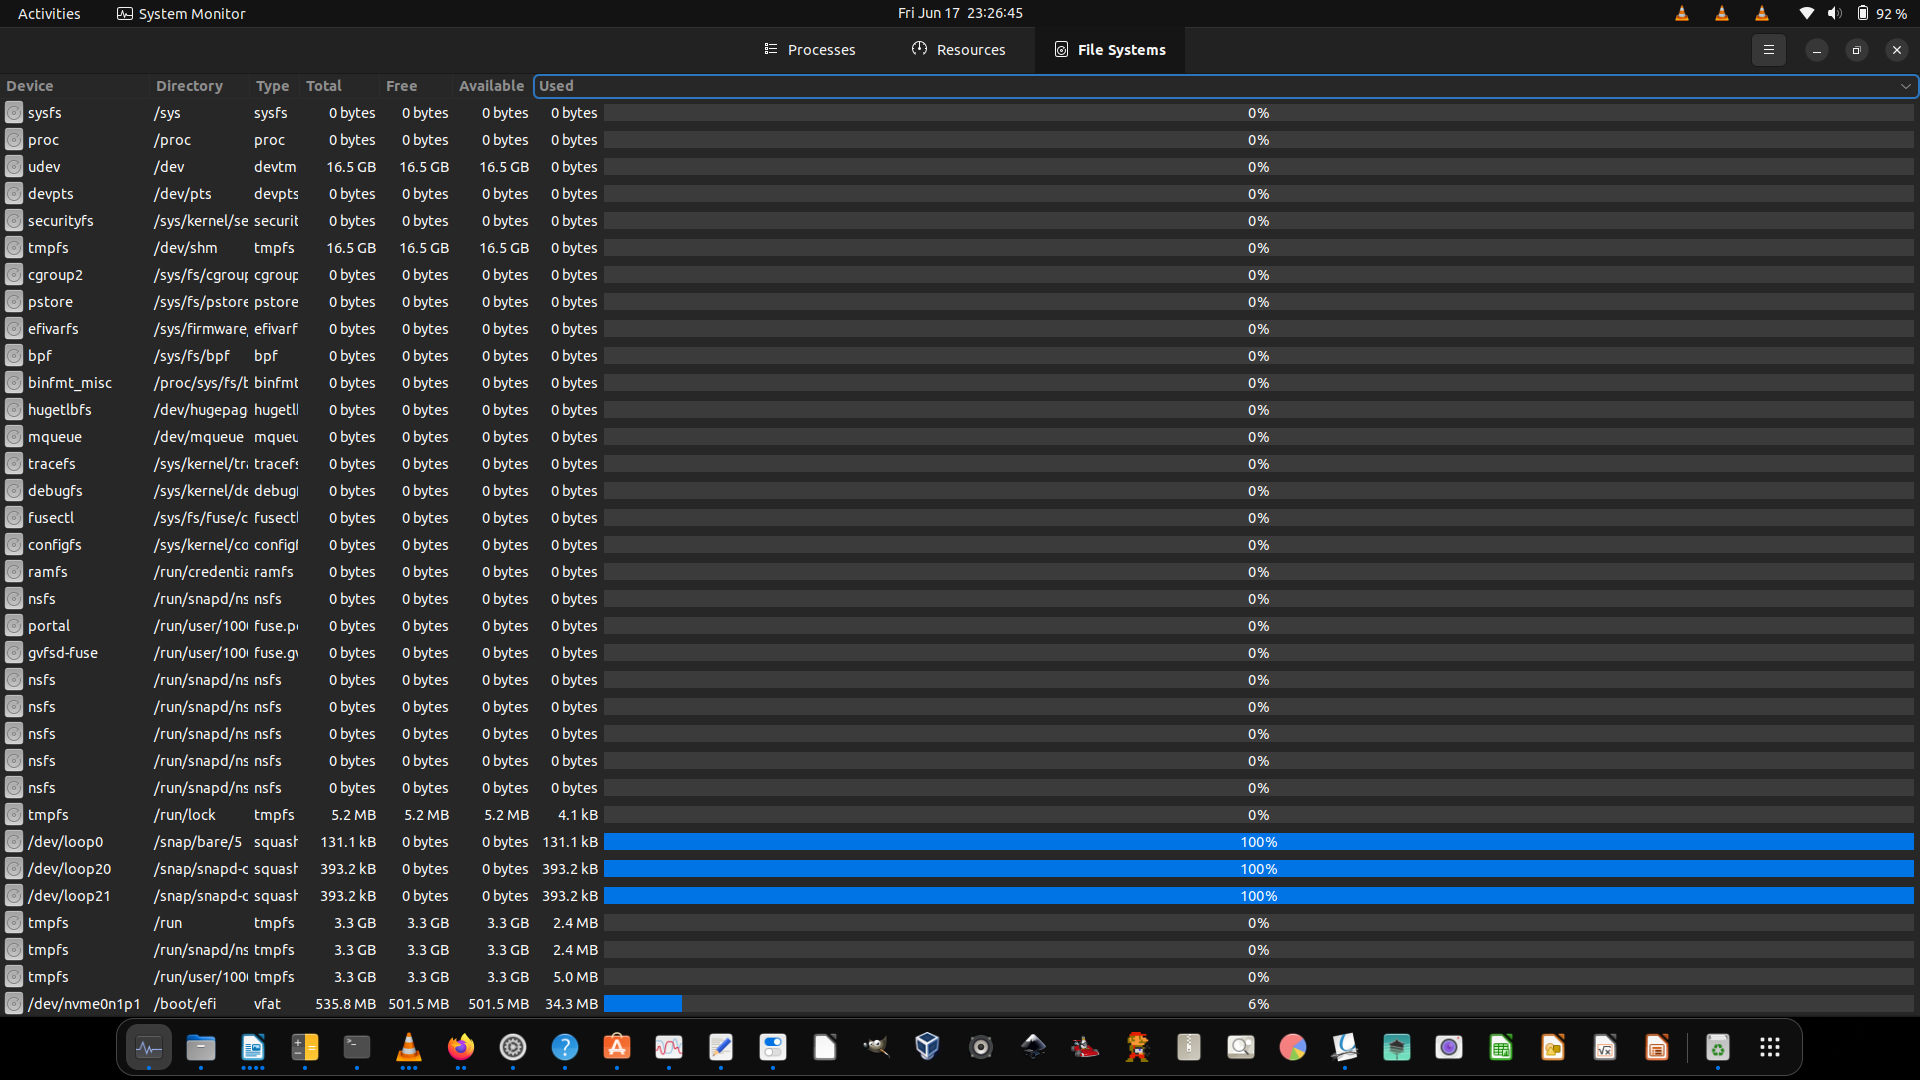 Activities System Monitor Fri Jun 17 23:26:45 92 %
Processes Resources File Systems
Device Directory Type Total Free Available Used
sysfs /sys sysfs 0 bytes 0 bytes 0 bytes 0 bytes 0%
proc /proc proc 0 bytes 0 bytes 0 bytes 0 bytes 0%
udev /dev devtm 16.5 GB 16.5 GB 16.5 GB 0 bytes 0%
devpts /dev/pts devpts 0 bytes 0 bytes 0 bytes 0 bytes 0%
securityfs /sys/kernel/se securit 0 bytes 0 bytes 0 bytes 0 bytes 0%
tmpfs /dev/shm tmpfs 16.5 GB 16.5 GB 16.5 GB 0 bytes 0%
cgroup2 /sys/fs/cgroup cgroup 0 bytes 0 bytes 0 bytes 0 bytes 0%
pstore /sys/fs/pstore pstore 0 bytes 0 bytes 0 bytes 0 bytes 0%
efivarfs /sys/firmware/ efivarf 0 bytes 0 bytes 0 bytes 0 bytes 0%
bpf /sys/fs/bpf bpf 0 bytes 0 bytes 0 bytes 0 bytes 0%
binfmt_misc /proc/sys/fs/b binfmt 0 bytes 0 bytes 0 bytes 0 bytes 0%
hugetlbfs /dev/hugepag hugetl 0 bytes 0 bytes 0 bytes 0 bytes 0%
mqueue /dev/mqueue mqueu 0 bytes 0 bytes 0 bytes 0 bytes 0%
tracefs /sys/kernel/tra tracefs 0 bytes 0 bytes 0 bytes 0 bytes 0%
debugfs /sys/kernel/de debugf 0 bytes 0 bytes 0 bytes 0 bytes 0%
fusectl /sys/fs/fuse/c fusectl 0 bytes 0 bytes 0 bytes 0 bytes 0%
configfs /sys/kernel/co configf 0 bytes 0 bytes 0 bytes 0 bytes 0%
ramfs /run/credentia ramfs 0 bytes 0 bytes 0 bytes 0 bytes 0%
nsfs /run/snapd/ns nsfs 0 bytes 0 bytes 0 bytes 0 bytes 0%
portal /run/user/100 fuse.p 0 bytes 0 bytes 0 bytes 0 bytes 0%
gvfsd-fuse /run/user/100 fuse.gv 0 bytes 0 bytes 0 bytes 0 bytes 0%
nsfs /run/snapd/ns nsfs 0 bytes 0 bytes 0 bytes 0 bytes 0%
nsfs /run/snapd/ns nsfs 0 bytes 0 bytes 0 bytes 0 bytes 0%
nsfs /run/snapd/ns nsfs 0 bytes 0 bytes 0 bytes 0 bytes 0%
nsfs /run/snapd/ns nsfs 0 bytes 0 bytes 0 bytes 0 bytes 0%
nsfs /run/snapd/ns nsfs 0 bytes 0 bytes 0 bytes 0 bytes 0%
tmpfs /run/lock tmpfs 5.2 MB 5.2 MB 5.2 MB 4.1 kB 0%
/dev/loop0 /snap/bare/5 squash 131.1 kB 0 bytes 0 bytes 131.1 kB 100%
/dev/loop20 /snap/snapd-c squash 393.2 kB 0 bytes 0 bytes 393.2 kB 100%
/dev/loop21 /snap/snapd-c squash 393.2 kB 0 bytes 0 bytes 393.2 kB 100%
tmpfs /run tmpfs 3.3 GB 3.3 GB 3.3 GB 2.4 MB 0%
tmpfs /run/snapd/ns tmpfs 3.3 GB 3.3 GB 3.3 GB 2.4 MB 0%
tmpfs /run/user/100 tmpfs 3.3 GB 3.3 GB 3.3 GB 5.0 MB 0%
/dev/nvme0n1p1 /boot/efi vfat 535.8 MB 501.5 MB 501.5 MB 34.3 MB 6%